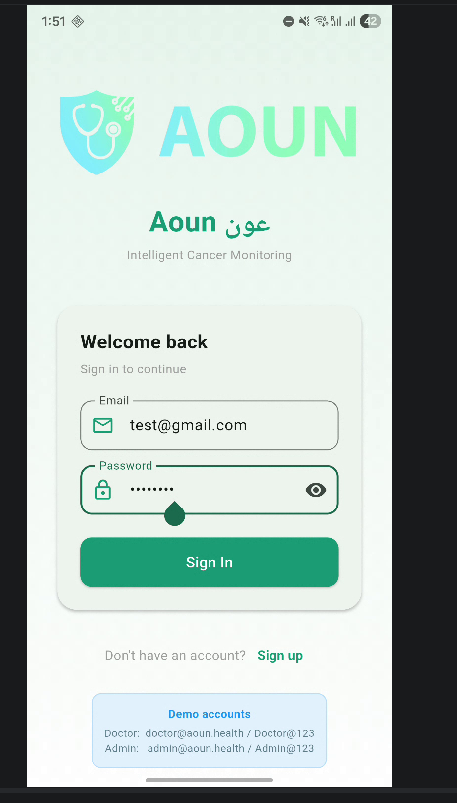 1:51
42
AOUN
Aoun عون
Intelligent Cancer Monitoring
Welcome back
Sign in to continue
Email
test@gmail.com
Password
••••••••
Sign In
Don't have an account? Sign up
Demo accounts
Doctor: doctor@aoun.health / Doctor@123
Admin: admin@aoun.health / Admin@123